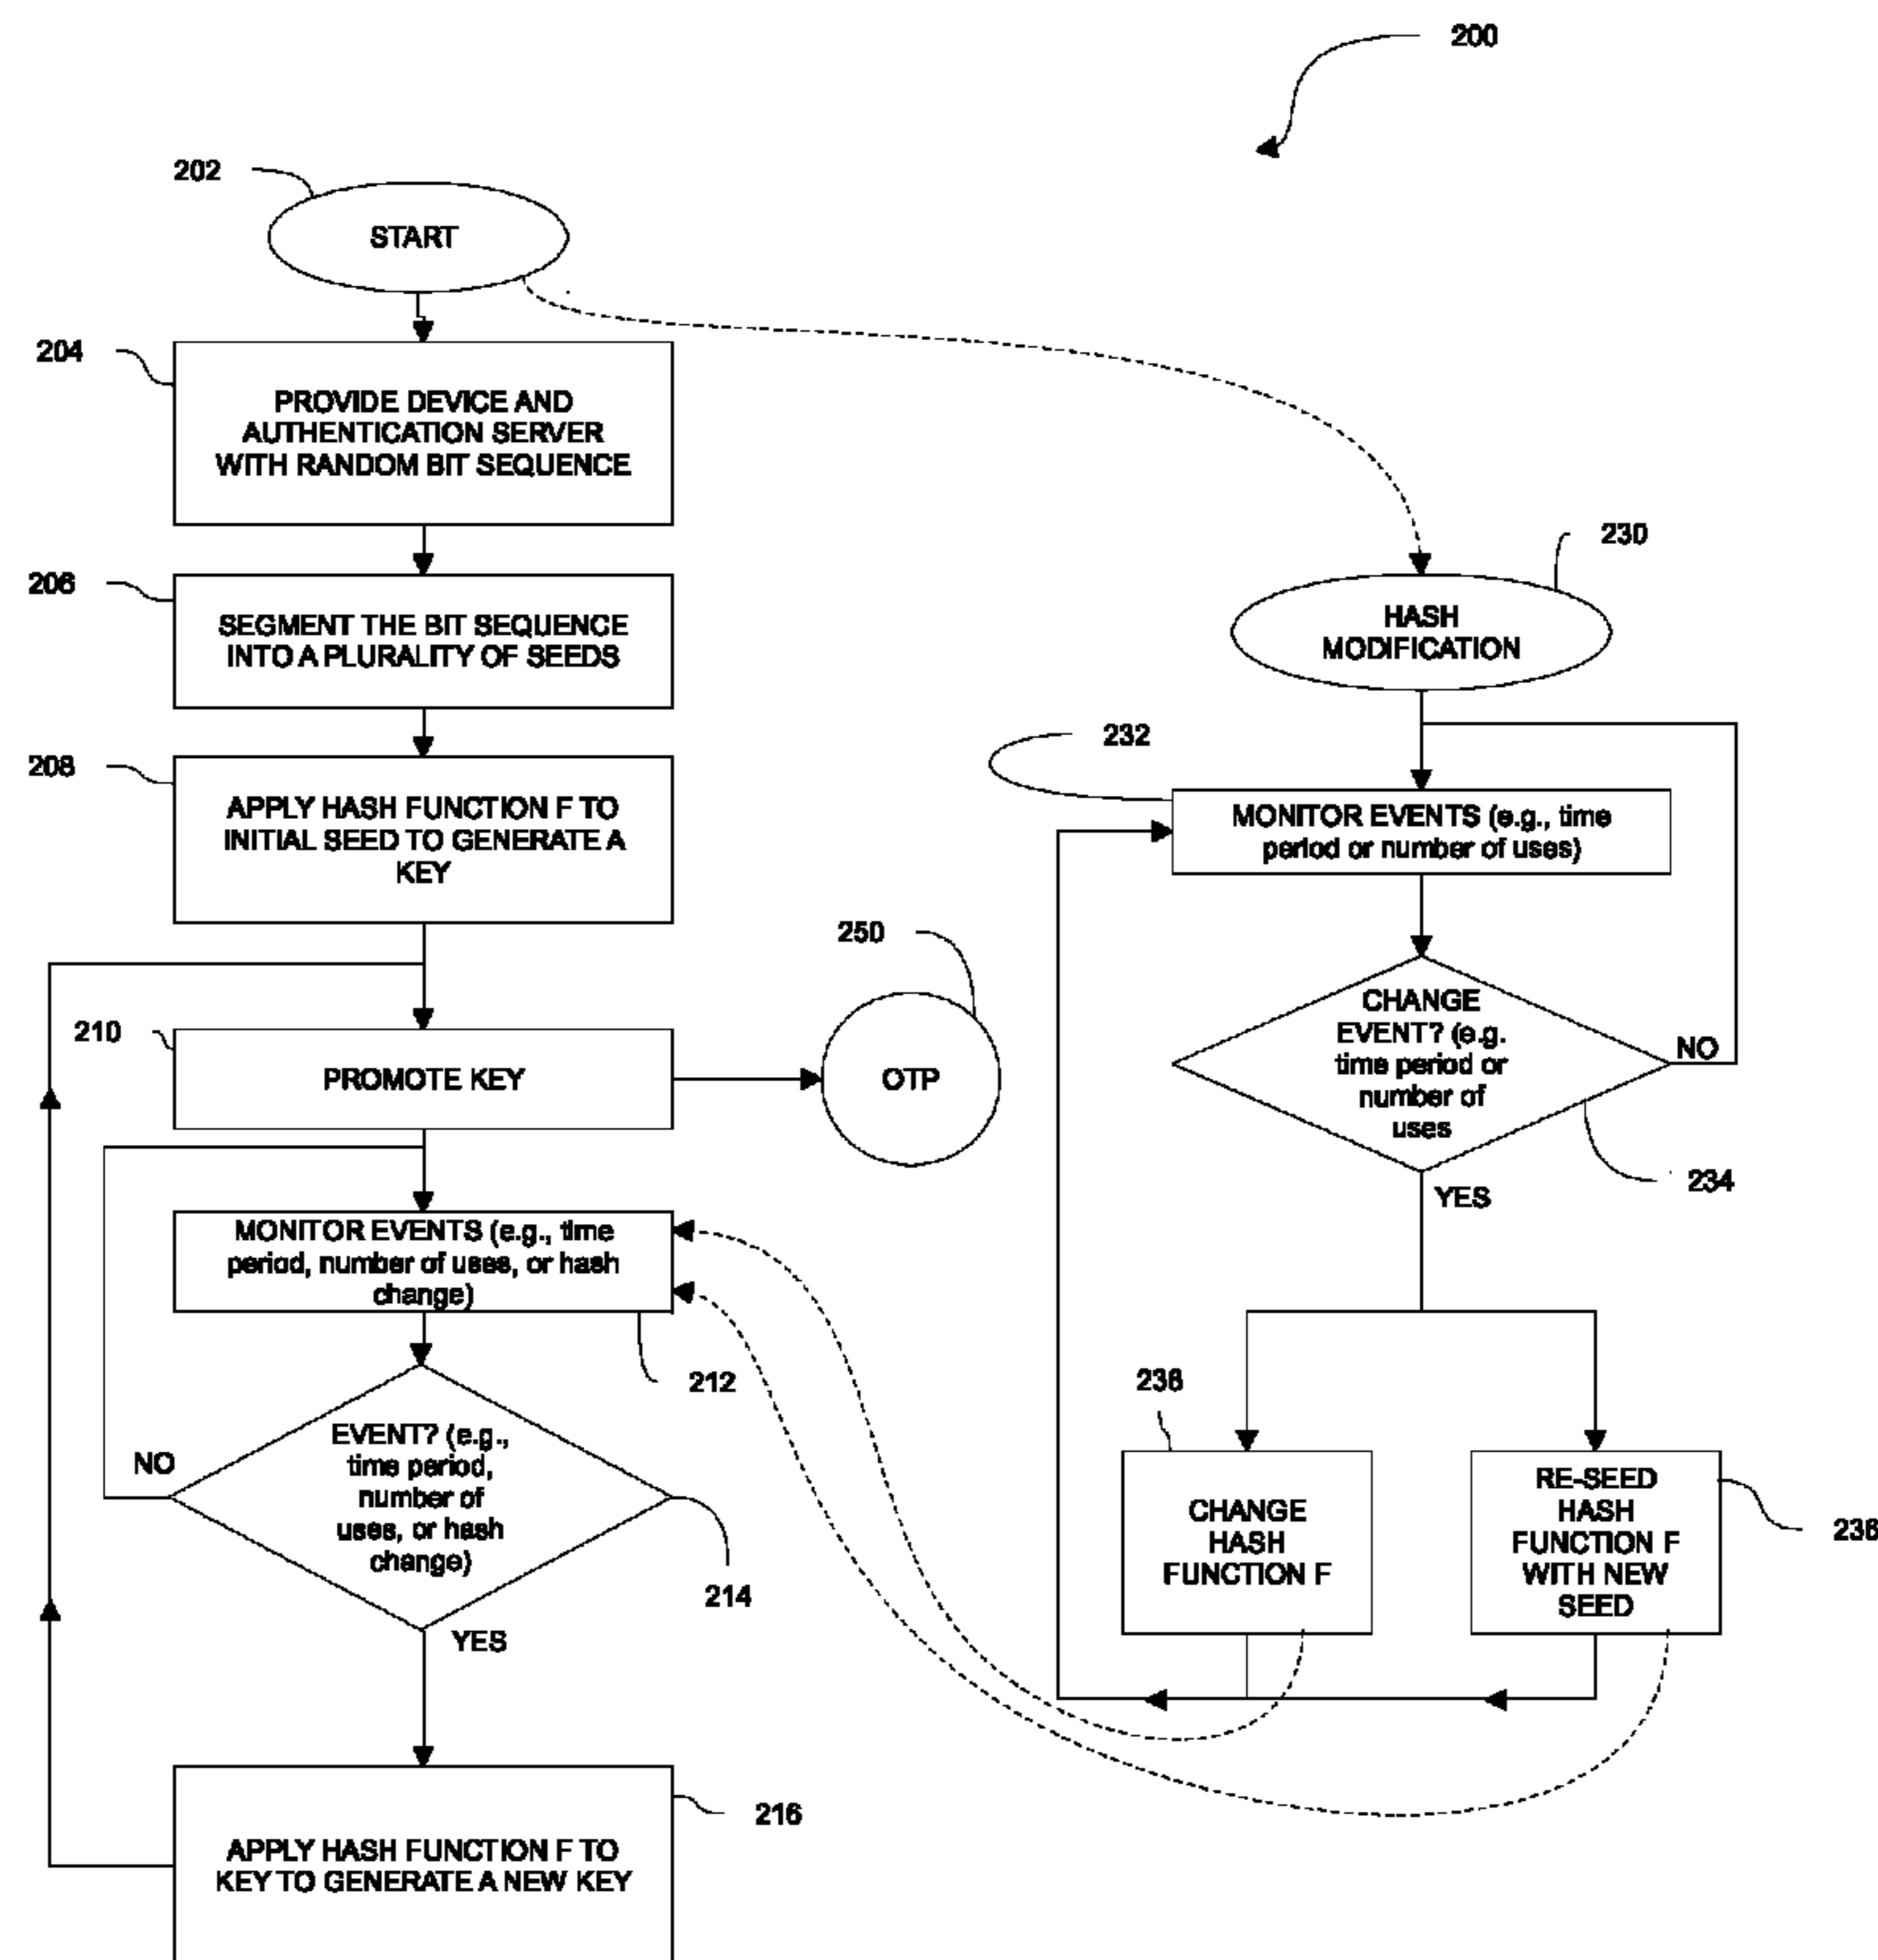 200
202
START
204
PROVIDE DEVICE AND
AUTHENTICATION SERVER
WITH RANDOM BIT SEQUENCE
206
SEGMENT THE BIT SEQUENCE
INTO A PLURALITY OF SEEDS
208
APPLY HASH FUNCTION F TO
INITIAL SEED TO GENERATE A
KEY
210
PROMOTE KEY
250
OTP
MONITOR EVENTS (e.g., time
period, number of uses, or hash
change)
212
EVENT? (e.g.,
time period,
number of
uses, or hash
change)
NO
214
YES
216
APPLY HASH FUNCTION F TO
KEY TO GENERATE A NEW KEY
230
HASH
MODIFICATION
232
MONITOR EVENTS (e.g., time
period or number of uses)
CHANGE
EVENT? (e.g.
time period or
number of
uses
NO
234
YES
238
CHANGE
HASH
FUNCTION F
RE-SEED
HASH
FUNCTION F
WITH NEW
SEED
236